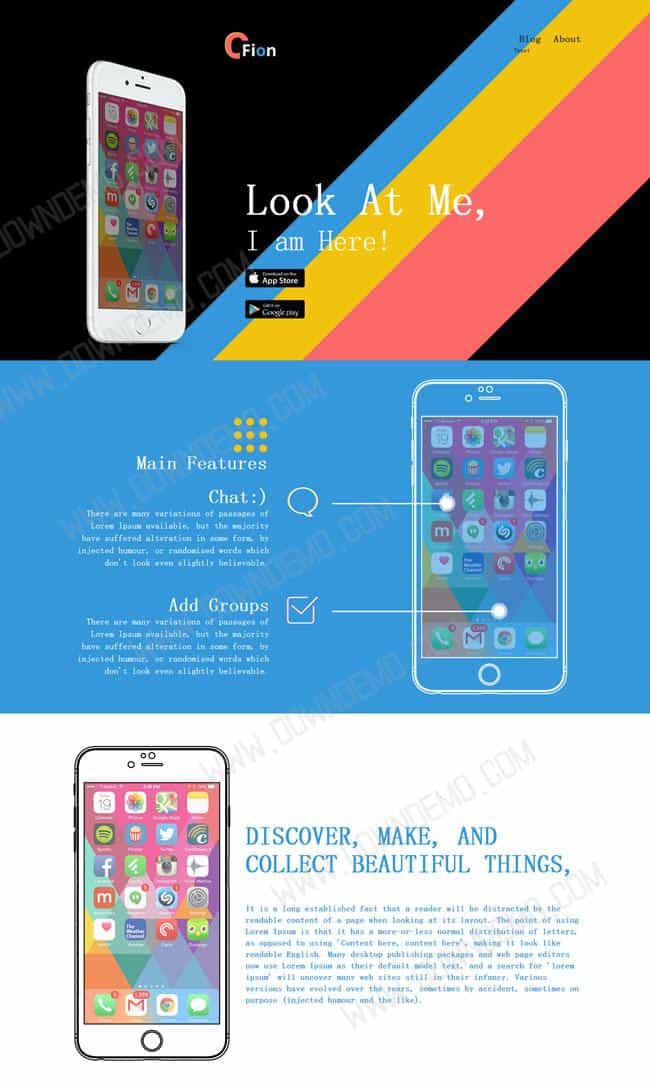 CFion
Blog About
Look At Me,
I am Here!
Download on the
App Store
Google play
Main Features
Chat:)
There are many variations of passages of
Lorem Ipsum available, but the majority
have suffered alteration in some form, by
injected humour, or randomised words which
don't look even slightly believable.
Add Groups
There are many variations of passages of
Lorem Ipsum available, but the majority
have suffered alteration in some form, by
injected humour, or randomised words which
don't look even slightly believable.
DISCOVER, MAKE, AND
COLLECT BEAUTIFUL THINGS,
It is a long established fact that a reader will be distracted by the
readable content of a page when looking at its layout. The point of using
Lorem Ipsum is that it has a more-or-less normal distribution of letters,
as opposed to using 'Content here, content here', making it look like
readable English. Many desktop publishing packages and web page editors
now use Lorem Ipsum as their default model text, and a search for 'lorem
ipsum' will uncover many web sites still in their infancy. Various
versions have evolved over the years, sometimes by accident, sometimes on
purpose (injected humour and the like).
WWW.DOWNDEMO.COM